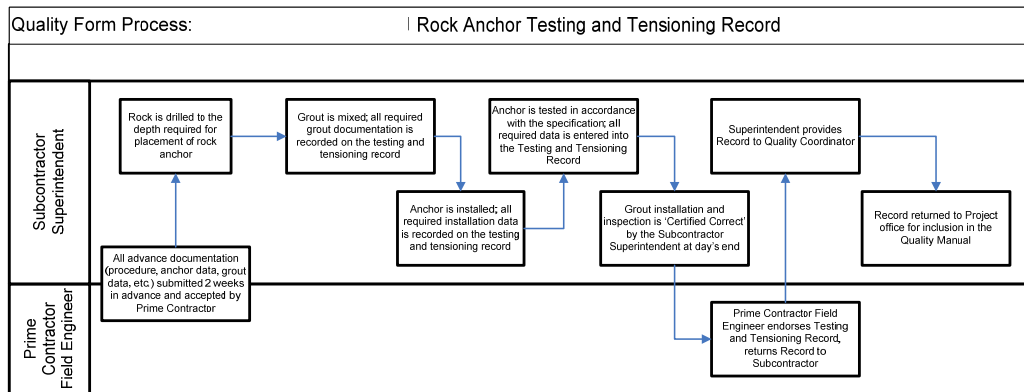 Quality Form Process:
Rock Anchor Testing and Tensioning Record
Subcontractor
Superintendent
All advance documentation
(procedure, anchor data, grout
data, etc.) submitted 2 weeks
in advance and accepted by
Prime Contractor
Rock is drilled to the
depth required for
placement of rock
anchor
Grout is mixed; all required
grout documentation is
recorded on the testing and
tensioning record
Anchor is installed; all
required installation data
is recorded on the testing
and tensioning record
Anchor is tested in accordance
with the specification; all
required data is entered into
the Testing and Tensioning
Record
Grout installation and
inspection is ‘Certified Correct’
by the Subcontractor
Superintendent at day’s end
Superintendent provides
Record to Quality Coordinator
Record returned to Project
office for inclusion in the
Quality Manual
Prime
Contractor
Field Engineer
Prime Contractor Field
Engineer endorses Testing
and Tensioning Record,
returns Record to
Subcontractor